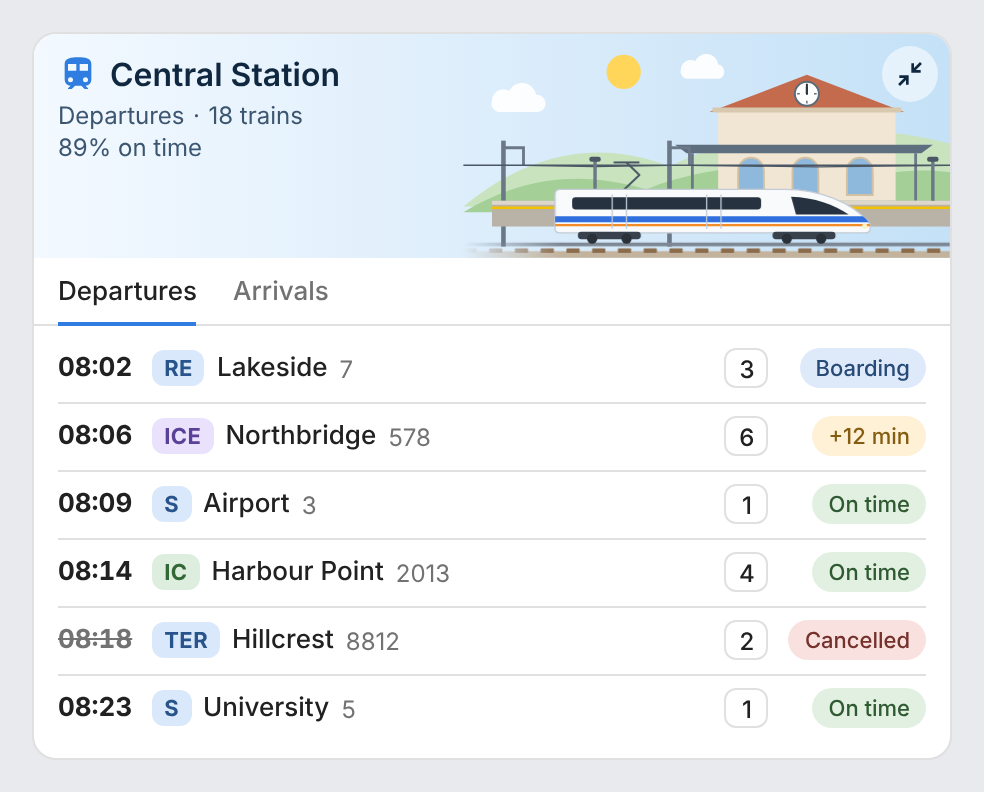 Central Station
Departures · 18 trains
89% on time
Departures Arrivals
08:02 RE Lakeside 7 3 Boarding
08:06 ICE Northbridge 578 6 +12 min
08:09 S Airport 3 1 On time
08:14 IC Harbour Point 2013 4 On time
08:18 TER Hillcrest 8812 2 Cancelled
08:23 S University 5 1 On time